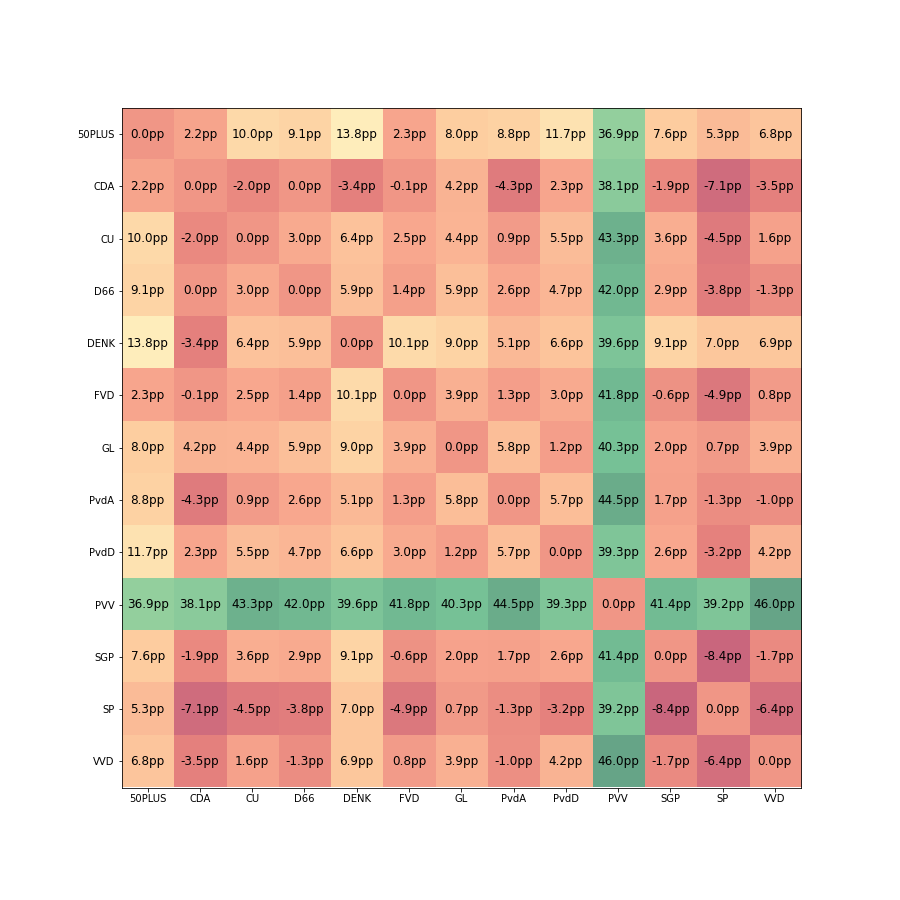 50PLUS 0.0pp 2.2pp 10.0pp 9.1pp 13.8pp 2.3pp 8.0pp 8.8pp 11.7pp 36.9pp 7.6pp 5.3pp 6.8pp
CDA 2.2pp 0.0pp -2.0pp 0.0pp -3.4pp -0.1pp 4.2pp -4.3pp 2.3pp 38.1pp -1.9pp -7.1pp -3.5pp
CU 10.0pp -2.0pp 0.0pp 3.0pp 6.4pp 2.5pp 4.4pp 0.9pp 5.5pp 43.3pp 3.6pp -4.5pp 1.6pp
D66 9.1pp 0.0pp 3.0pp 0.0pp 5.9pp 1.4pp 5.9pp 2.6pp 4.7pp 42.0pp 2.9pp -3.8pp -1.3pp
DENK 13.8pp -3.4pp 6.4pp 5.9pp 0.0pp 10.1pp 9.0pp 5.1pp 6.6pp 39.6pp 9.1pp 7.0pp 6.9pp
FVD 2.3pp -0.1pp 2.5pp 1.4pp 10.1pp 0.0pp 3.9pp 1.3pp 3.0pp 41.8pp -0.6pp -4.9pp 0.8pp
GL 8.0pp 4.2pp 4.4pp 5.9pp 9.0pp 3.9pp 0.0pp 5.8pp 1.2pp 40.3pp 2.0pp 0.7pp 3.9pp
PvdA 8.8pp -4.3pp 0.9pp 2.6pp 5.1pp 1.3pp 5.8pp 0.0pp 5.7pp 44.5pp 1.7pp -1.3pp -1.0pp
PvdD 11.7pp 2.3pp 5.5pp 4.7pp 6.6pp 3.0pp 1.2pp 5.7pp 0.0pp 39.3pp 2.6pp -3.2pp 4.2pp
PVV 36.9pp 38.1pp 43.3pp 42.0pp 39.6pp 41.8pp 40.3pp 44.5pp 39.3pp 0.0pp 41.4pp 39.2pp 46.0pp
SGP 7.6pp -1.9pp 3.6pp 2.9pp 9.1pp -0.6pp 2.0pp 1.7pp 2.6pp 41.4pp 0.0pp -8.4pp -1.7pp
SP 5.3pp -7.1pp -4.5pp -3.8pp 7.0pp -4.9pp 0.7pp -1.3pp -3.2pp 39.2pp -8.4pp 0.0pp -6.4pp
VVD 6.8pp -3.5pp 1.6pp -1.3pp 6.9pp 0.8pp 3.9pp -1.0pp 4.2pp 46.0pp -1.7pp -6.4pp 0.0pp
50PLUS CDA CU D66 DENK FVD GL PvdA PvdD PVV SGP SP VVD